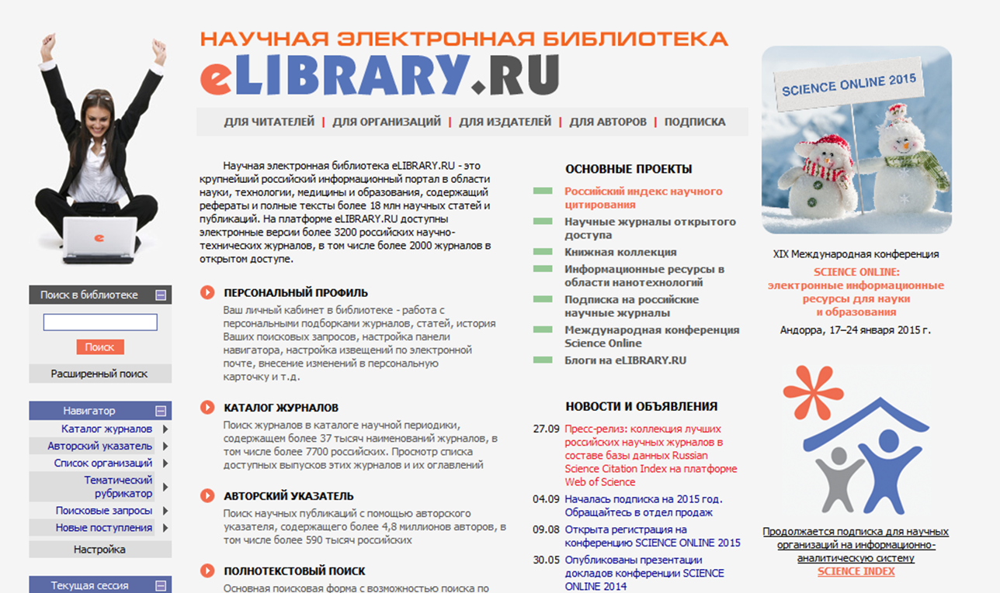 НАУЧНАЯ ЭЛЕКТРОННАЯ БИБЛИОТЕКА
eLIBRARY.RU
ДЛЯ ЧИТАТЕЛЕЙ | ДЛЯ ОРГАНИЗАЦИЙ | ДЛЯ ИЗДАТЕЛЕЙ | ДЛЯ АВТОРОВ | ПОДПИСКА
e
Поиск в библиотеке
Поиск
Расширенный поиск
Навигатор
Каталог журналов
Авторский указатель
Список организаций
Тематический
рубрикатор
Поисковые запросы
Новые поступления
Настройка
Текущая сессия
Научная электронная библиотека eLIBRARY.RU - это
крупнейший российский информационный портал в области
науки, технологии, медицины и образования, содержащий
рефераты и полные тексты более 18 млн научных статей и
публикаций. На платформе eLIBRARY.RU доступны
электронные версии более 3200 российских научно-
технических журналов, в том числе более 2000 журналов в
открытом доступе.
ПЕРСОНАЛЬНЫЙ ПРОФИЛЬ
Ваш личный кабинет в библиотеке - работа с
персональными подборками журналов, статей, история
Ваших поисковых запросов, настройка панели
навигатора, настройка извещений по электронной
почте, внесение изменений в персональную
карточку и т.д.
КАТАЛОГ ЖУРНАЛОВ
Поиск журналов в каталоге научной периодики,
содержащем более 37 тысяч наименований журналов, в
том числе более 7700 российских. Просмотр списка
доступных выпусков этих журналов и их оглавлений
АВТОРСКИЙ УКАЗАТЕЛЬ
Поиск научных публикаций с помощью авторского
указателя, содержащего более 4,8 миллионов авторов, в
том числе более 590 тысяч российских
ПОЛНОТЕКСТОВЫЙ ПОИСК
Основная поисковая форма с возможностью поиска по
ОСНОВНЫЕ ПРОЕКТЫ
Российский индекс научного
цитирования
Научные журналы открытого
доступа
Книжная коллекция
Информационные ресурсы в
области нанотехнологий
Подписка на российские
научные журналы
Международная конференция
Science Online
Блоги на eLIBRARY.RU
НОВОСТИ И ОБЪЯВЛЕНИЯ
27.09 Пресс-релиз: коллекция лучших
российских научных журналов в
составе базы данных Russian
Science Citation Index на платформе
Web of Science
04.09 Началась подписка на 2015 год.
Обращайтесь в отдел продаж
09.08 Открыта регистрация на
конференцию SCIENCE ONLINE 2015
30.05 Опубликованы презентации
докладов конференции SCIENCE
ONLINE 2014
SCIENCE ONLINE 2015
XIX Международная конференция
SCIENCE ONLINE:
электронные информационные
ресурсы для науки
и образования
Андорра, 17–24 января 2015 г.
Продолжается подписка для научных
организаций на информационно-
аналитическую систему
SCIENCE INDEX